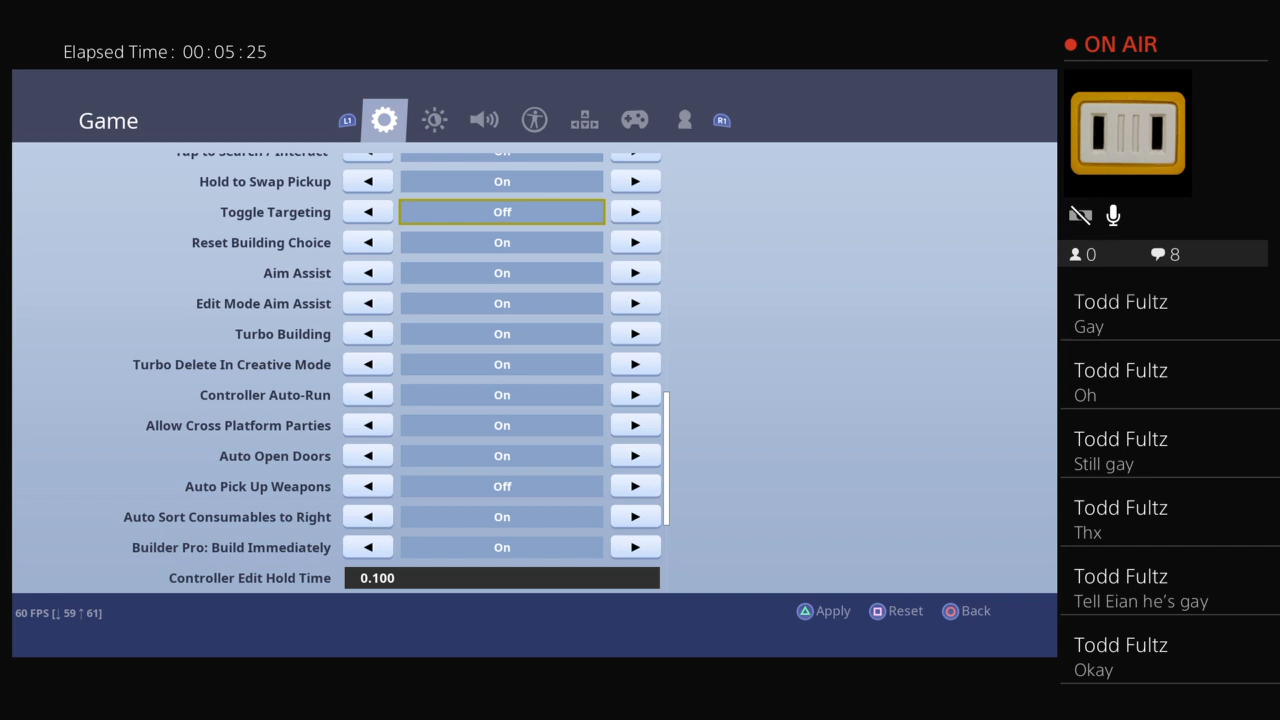 Elapsed Time: 00:05:25
ON AIR
Game
L1
R1
Tap to Search / Interact
Hold to Swap Pickup On
Toggle Targeting Off
Reset Building Choice On
Aim Assist On
Edit Mode Aim Assist On
Turbo Building On
Turbo Delete In Creative Mode On
Controller Auto-Run On
Allow Cross Platform Parties On
Auto Open Doors On
Auto Pick Up Weapons Off
Auto Sort Consumables to Right On
Builder Pro: Build Immediately On
Controller Edit Hold Time 0.100
60 FPS [↓ 59 ↑ 61]
Apply
Reset
Back
0
8
Todd Fultz
Gay
Todd Fultz
Oh
Todd Fultz
Still gay
Todd Fultz
Thx
Todd Fultz
Tell Eian he's gay
Todd Fultz
Okay